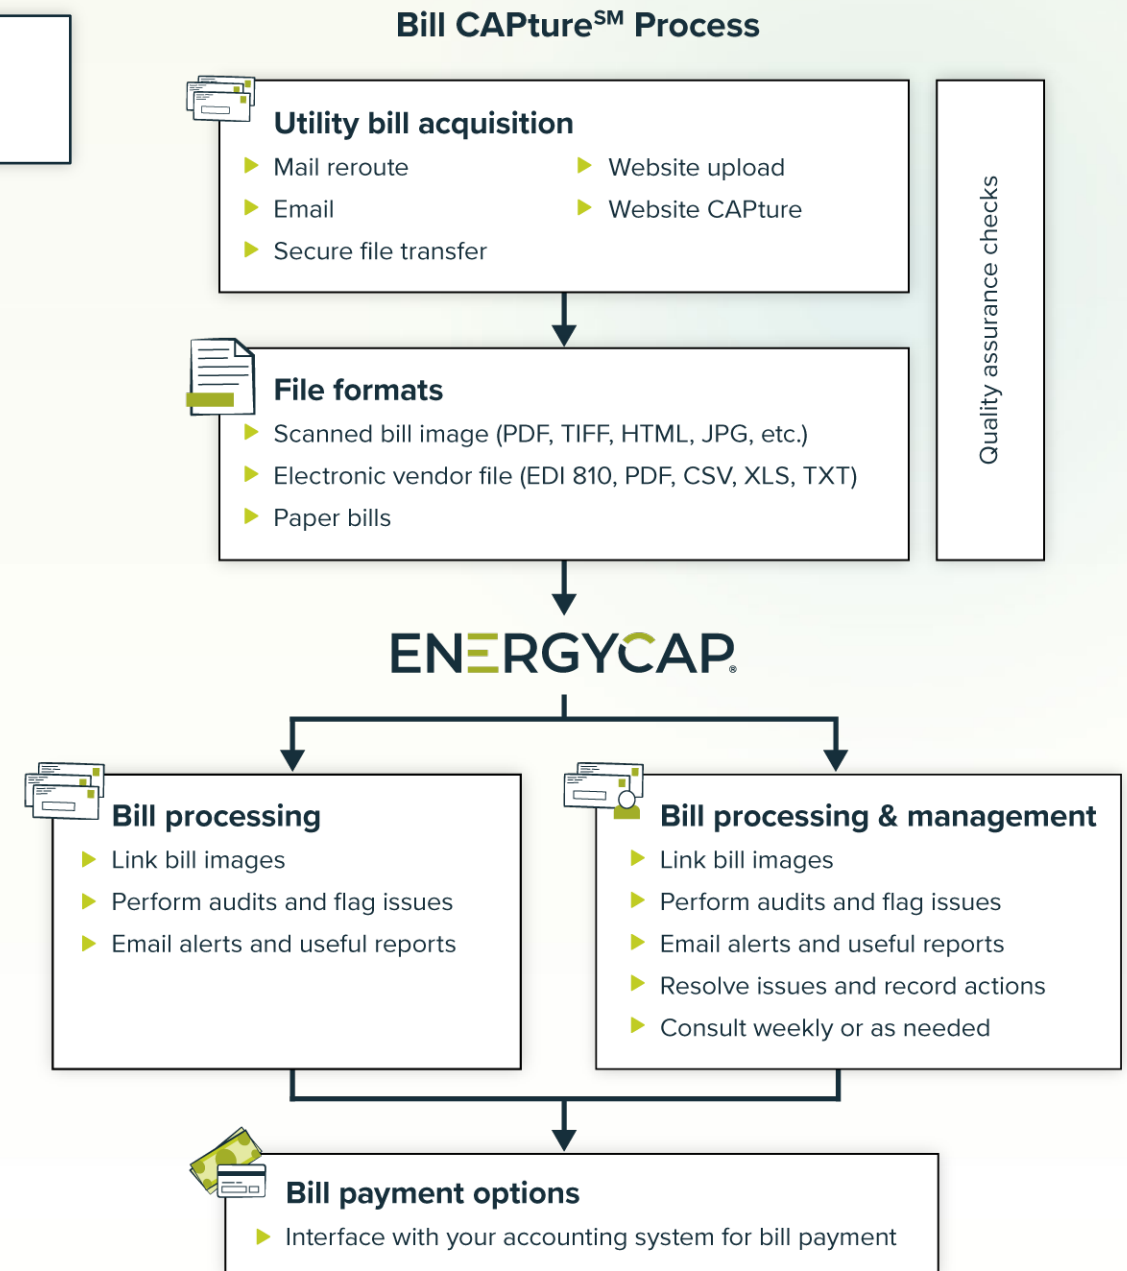 Bill CAPture℠ Process
Utility bill acquisition
Mail reroute
Email
Secure file transfer
Website upload
Website CAPture
Quality assurance checks
File formats
Scanned bill image (PDF, TIFF, HTML, JPG, etc.)
Electronic vendor file (EDI 810, PDF, CSV, XLS, TXT)
Paper bills
ENERGYCAP®
Bill processing
Link bill images
Perform audits and flag issues
Email alerts and useful reports
Bill processing & management
Link bill images
Perform audits and flag issues
Email alerts and useful reports
Resolve issues and record actions
Consult weekly or as needed
Bill payment options
Interface with your accounting system for bill payment